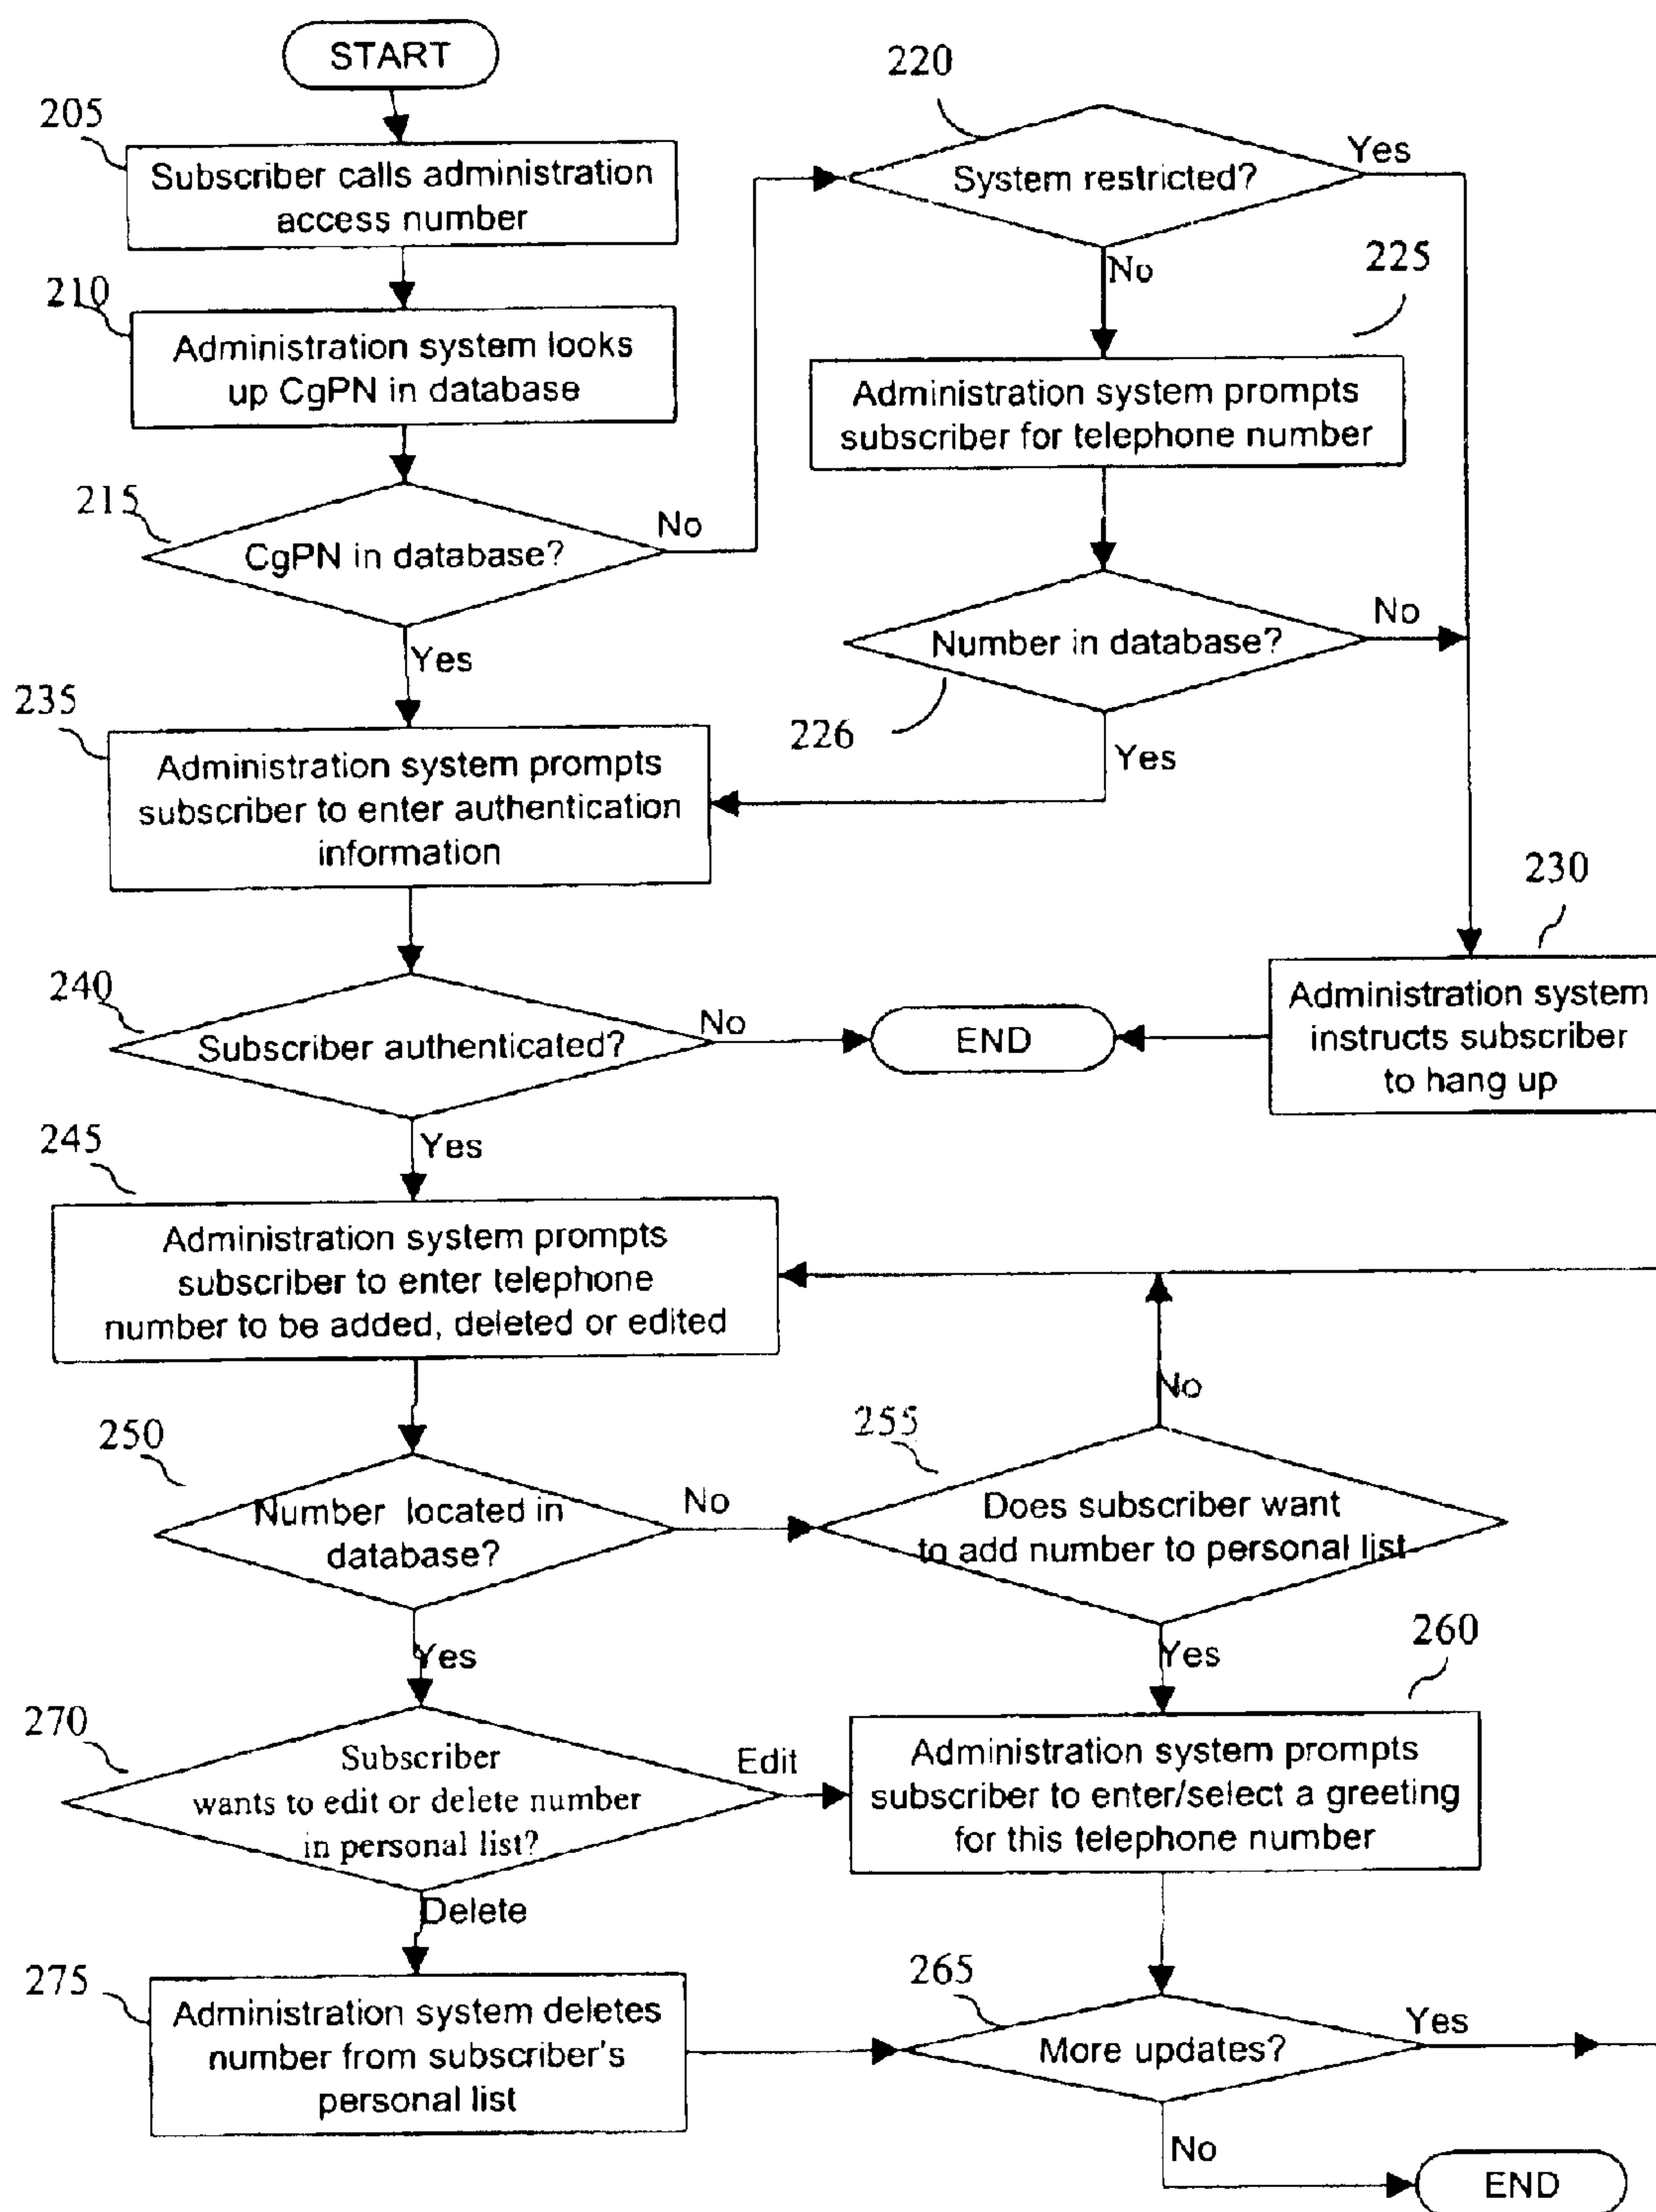 START
205
Subscriber calls administration
access number
210
Administration system looks
up CgPN in database
215
CgPN in database?
No
Yes
220
System restricted?
Yes
No
225
Administration system prompts
subscriber for telephone number
Number in database?
No
226
Yes
230
Administration system
instructs subscriber
to hang up
235
Administration system prompts
subscriber to enter authentication
information
240
Subscriber authenticated?
No
END
Yes
245
Administration system prompts
subscriber to enter telephone
number to be added, deleted or edited
250
Number located in
database?
No
Yes
255
Does subscriber want
to add number to personal list
No
Yes
260
Administration system prompts
subscriber to enter/select a greeting
for this telephone number
270
Subscriber
wants to edit or delete number
in personal list?
Edit
Delete
275
Administration system deletes
number from subscriber's
personal list
265
More updates?
Yes
No
END